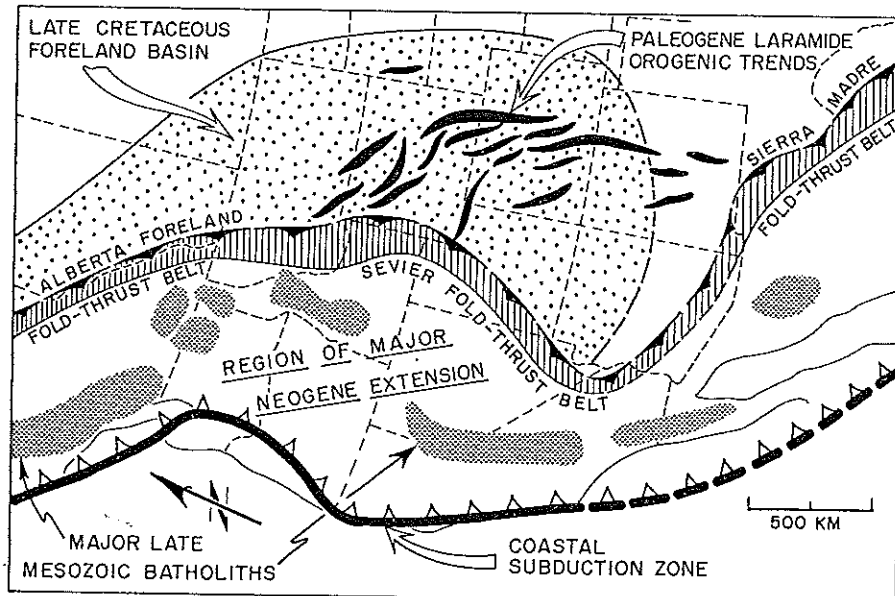 LATE CRETACEOUS
FORELAND BASIN
PALEOGENE LARAMIDE
OROGENIC TRENDS
SIERRA MADRE
FOLD-THRUST BELT
ALBERTA FORELAND
FOLD-THRUST BELT
SEVIER FOLD-THRUST
BELT
REGION OF MAJOR
NEOGENE EXTENSION
N
500 KM
MAJOR LATE
MESOZOIC BATHOLITHS
COASTAL
SUBDUCTION ZONE